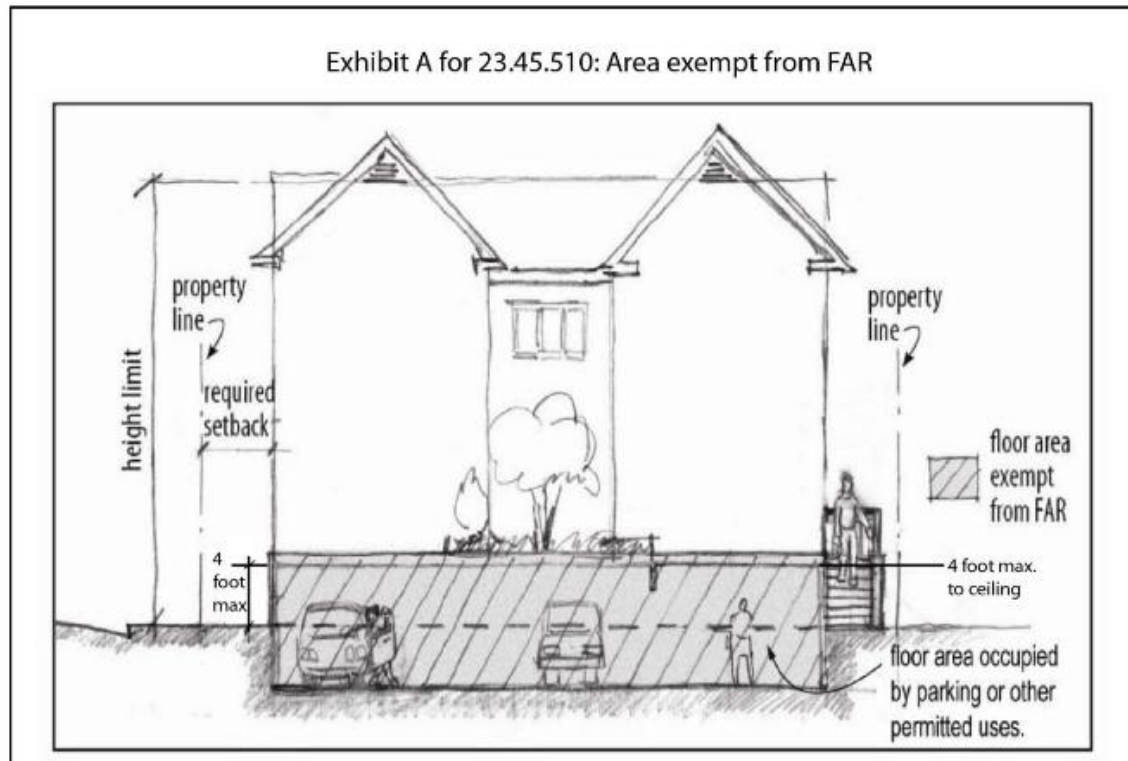 Exhibit A for 23.45.510: Area exempt from FAR
property
line
property
line
height limit
required
setback
floor area
exempt
from FAR
4
foot
max
4 foot max.
to ceiling
floor area occupied
by parking or other
permitted uses.